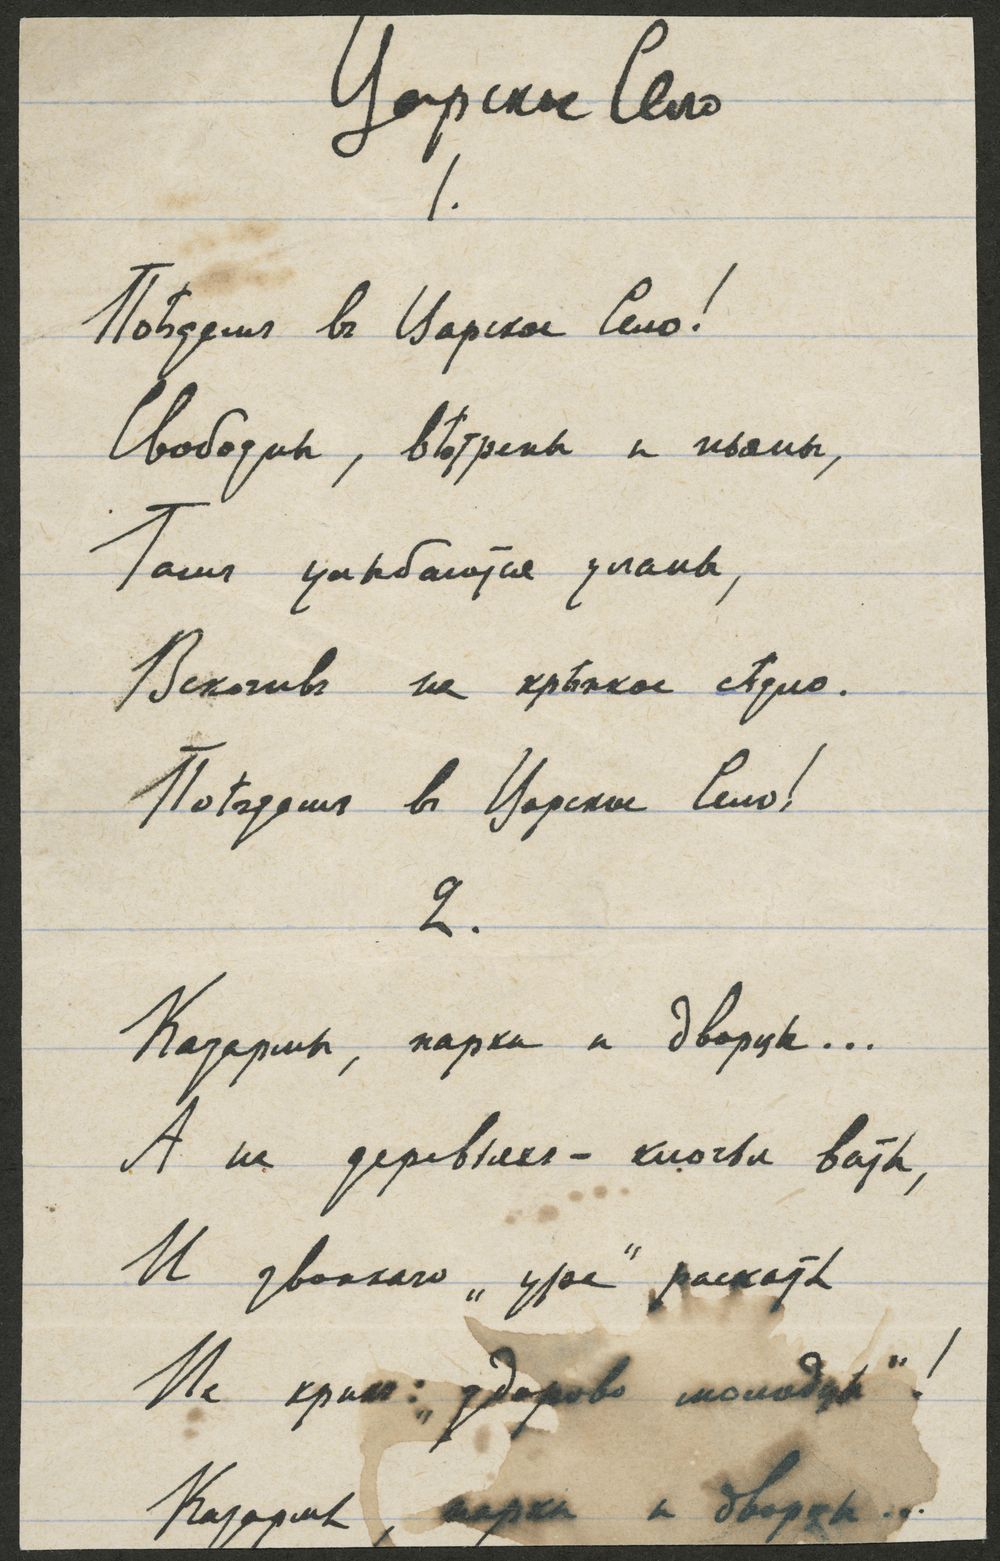 Царское Село
1.
Поѣдемъ въ Царское Село!
Свободны, вѣтрены и пьяны,
Тамъ улыбаются уланы,
Вскочивъ на крѣпкое сѣдло.
Поѣдемъ въ Царское Село!
2.
Казармы, парки и дворцы...
А на деревьяхъ - клочья ваты,
И звонкаго „ура“ раскаты
На крикъ: „здорово молодцы“!
Казармы, парки и дворцы...